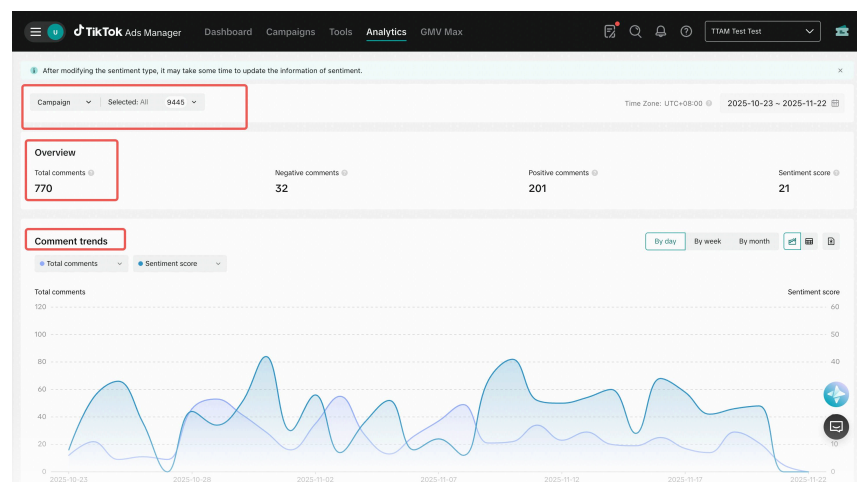 U TikTok Ads Manager Dashboard Campaigns Tools Analytics GMV Max TTAM Test Test
After modifying the sentiment type, it may take some time to update the information of sentiment.
Campaign Selected: All 9445 Time Zone: UTC+08:00 2025-10-23 ~ 2025-11-22
Overview
Total comments Negative comments Positive comments Sentiment score
770 32 201 21
Comment trends By day By week By month
Total comments Sentiment score
Total comments Sentiment score
120 60
100 50
80 40
60
40
20 10
0 0
2025-10-23 2025-10-28 2025-11-02 2025-11-07 2025-11-12 2025-11-17 2025-11-22